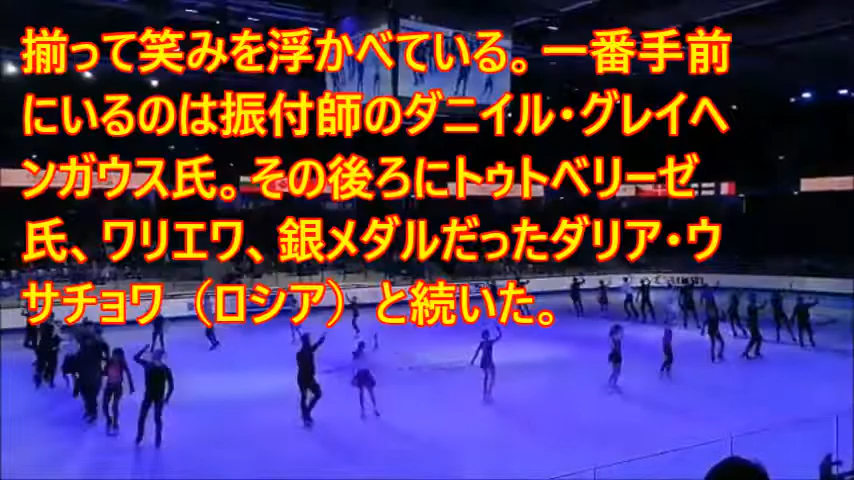 揃って笑みを浮かべている。一番手前
にいるのは振付師のダニイル・グレイヘ
ンガウス氏。その後ろにトゥトベリーゼ
氏、ワリエワ、銀メダルだったダリア・ウ
サチョワ（ロシア）と続いた。